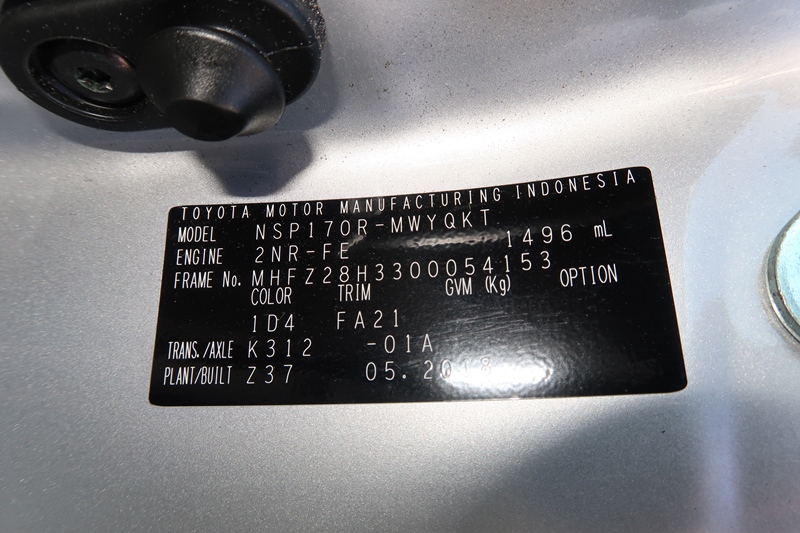 TOYOTA MOTOR MANUFACTURING INDONESIA
MODEL NSP170R-MWYQKT
ENGINE 2NR-FE 1496 mL
FRAME No. MHFZ28H3300054153
COLOR TRIM GVM (Kg) OPTION
1D4 FA21
TRANS./AXLE K312 -01A
PLANT/BUILT Z37 05.2018